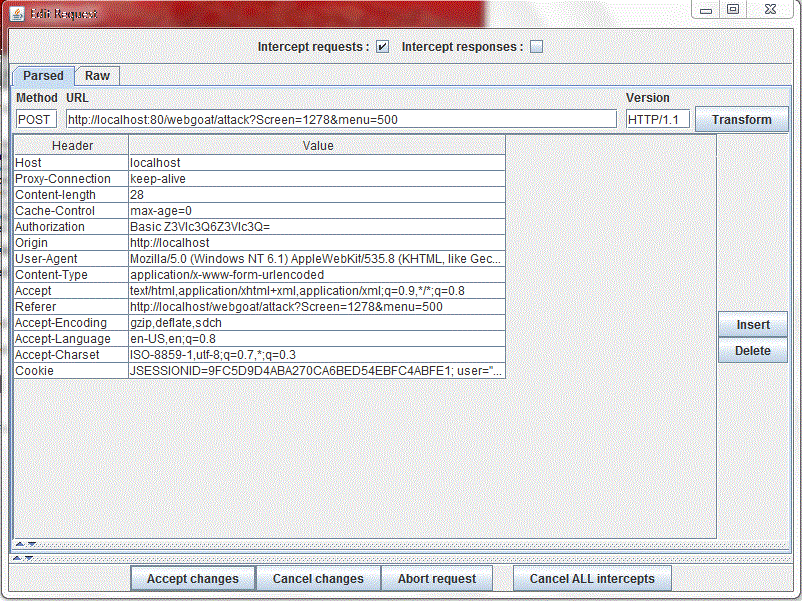 Edit Request
Intercept requests : Intercept responses :
Parsed Raw
Method URL Version
POST http://localhost:80/webgoat/attack?Screen=1278&menu=500 HTTP/1.1 Transform
Header Value
Host localhost
Proxy-Connection keep-alive
Content-length 28
Cache-Control max-age=0
Authorization Basic Z3Vlc3Q6Z3Vlc3Q=
Origin http://localhost
User-Agent Mozilla/5.0 (Windows NT 6.1) AppleWebKit/535.8 (KHTML, like Gec...
Content-Type application/x-www-form-urlencoded
Accept text/html,application/xhtml+xml,application/xml;q=0.9,*/*;q=0.8
Referer http://localhost/webgoat/attack?Screen=1278&menu=500
Accept-Encoding gzip,deflate,sdch
Accept-Language en-US,en;q=0.8
Accept-Charset ISO-8859-1,utf-8;q=0.7,*;q=0.3
Cookie JSESSIONID=9FC5D9D4ABA270CA6BED54EBFC4ABFE1; user="...
Insert
Delete
Accept changes Cancel changes Abort request Cancel ALL intercepts